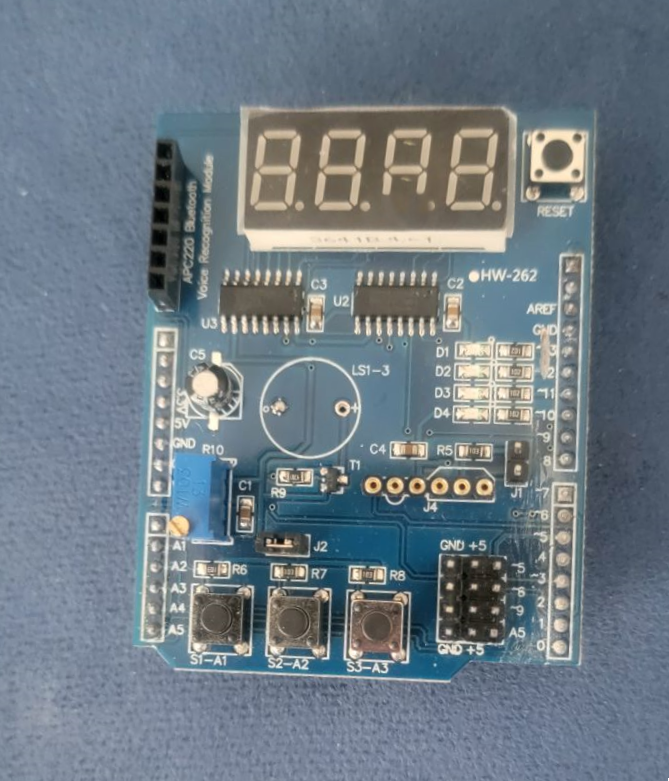 RESET
APC220 Bluetooth
Voice Recognition Module
HW-262
C3
C2
U3
U2
AREF
GND
D1
D2
D3
D4
C5
LS1-3
+
5V
GND
R10
11
10
9
8
C4
R5
103
T1
R9
J1
J4
C1
J2
7
6
5
4
3
2
1
0
A1
A2
A3
A4
A5
R6
R7
R8
GND +5
5
6
9
A5
GND +5
S1-A1
S2-A2
S3-A3